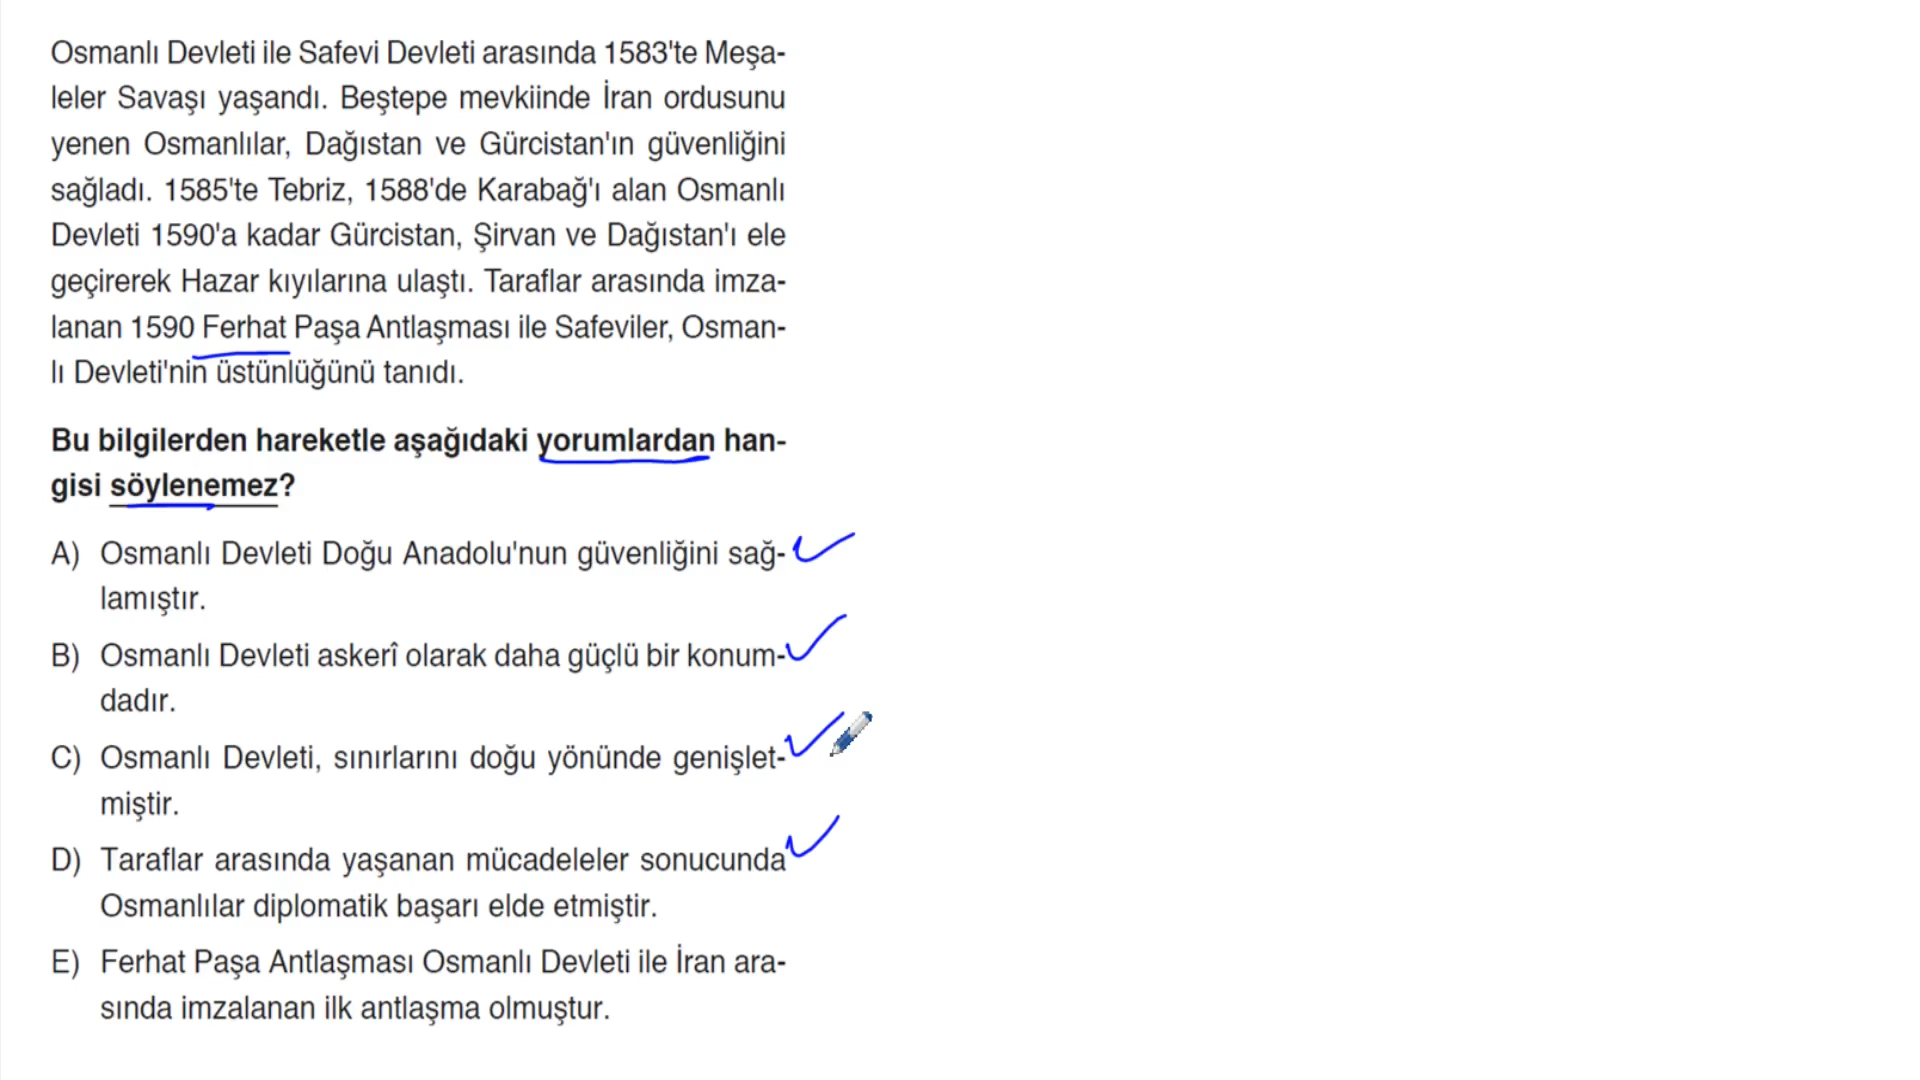 Osmanlı Devleti ile Safevi Devleti arasında 1583'te Meşa-
leler Savaşı yaşandı. Beştepe mevkiinde İran ordusunu
yenen Osmanlılar, Dağıstan ve Gürcistan'ın güvenliğini
sağladı. 1585'te Tebriz, 1588'de Karabağ'ı alan Osmanlı
Devleti 1590'a kadar Gürcistan, Şirvan ve Dağıstan'ı ele
geçirerek Hazar kıyılarına ulaştı. Taraflar arasında imza-
lanan 1590 Ferhat Paşa Antlaşması ile Safeviler, Osman-
lı Devleti'nin üstünlüğünü tanıdı.
Bu bilgilerden hareketle aşağıdaki yorumlardan han-
gisi söylenemez?
A) Osmanlı Devleti Doğu Anadolu'nun güvenliğini sağ-
lamıştır.
B) Osmanlı Devleti askerî olarak daha güçlü bir konum-
dadır.
C) Osmanlı Devleti, sınırlarını doğu yönünde genişlet-
miştir.
D) Taraflar arasında yaşanan mücadeleler sonucunda
Osmanlılar diplomatik başarı elde etmiştir.
E) Ferhat Paşa Antlaşması Osmanlı Devleti ile İran ara-
sında imzalanan ilk antlaşma olmuştur.